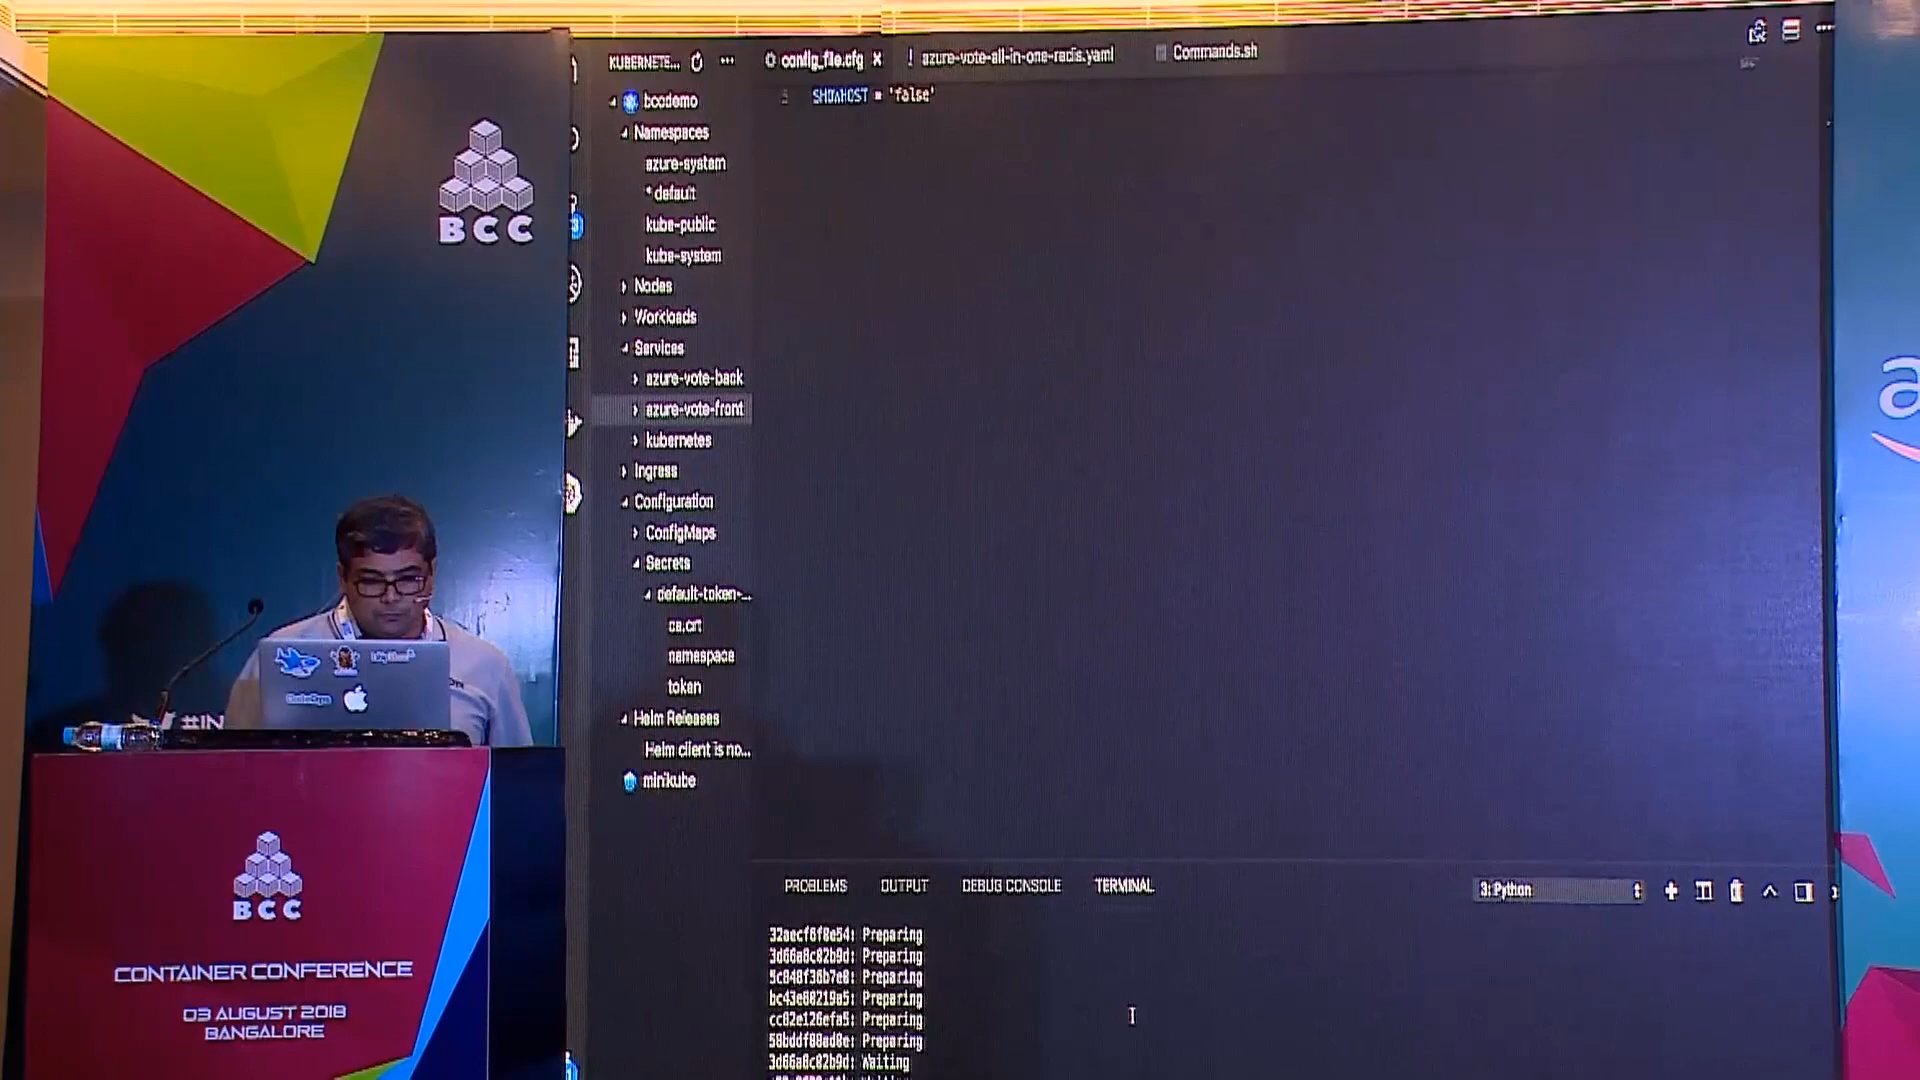 BCC
#IN
BCC
CONTAINER CONFERENCE
03 AUGUST 2018
BANGALORE
KUBERNETE...
bccdemo
Namespaces
azure-system
* default
kube-public
kube-system
Nodes
Workloads
Services
azure-vote-back
azure-vote-front
kubernetes
Ingress
Configuration
ConfigMaps
Secrets
default-token-...
ca.crt
namespace
token
Helm Releases
Helm client is no...
minikube
config_file.cfg
! azure-vote-all-in-one-redis.yaml
Commands.sh
SHOWHOST = 'false'
PROBLEMS OUTPUT DEBUG CONSOLE TERMINAL
3: Python
32aecf6f8e54: Preparing
3d66a8c82b9d: Preparing
5c848f36b7e8: Preparing
bc43e08219a5: Preparing
cc82e126efa5: Preparing
58bddf88ad8e: Preparing
3d66a8c82b9d: Waiting
a